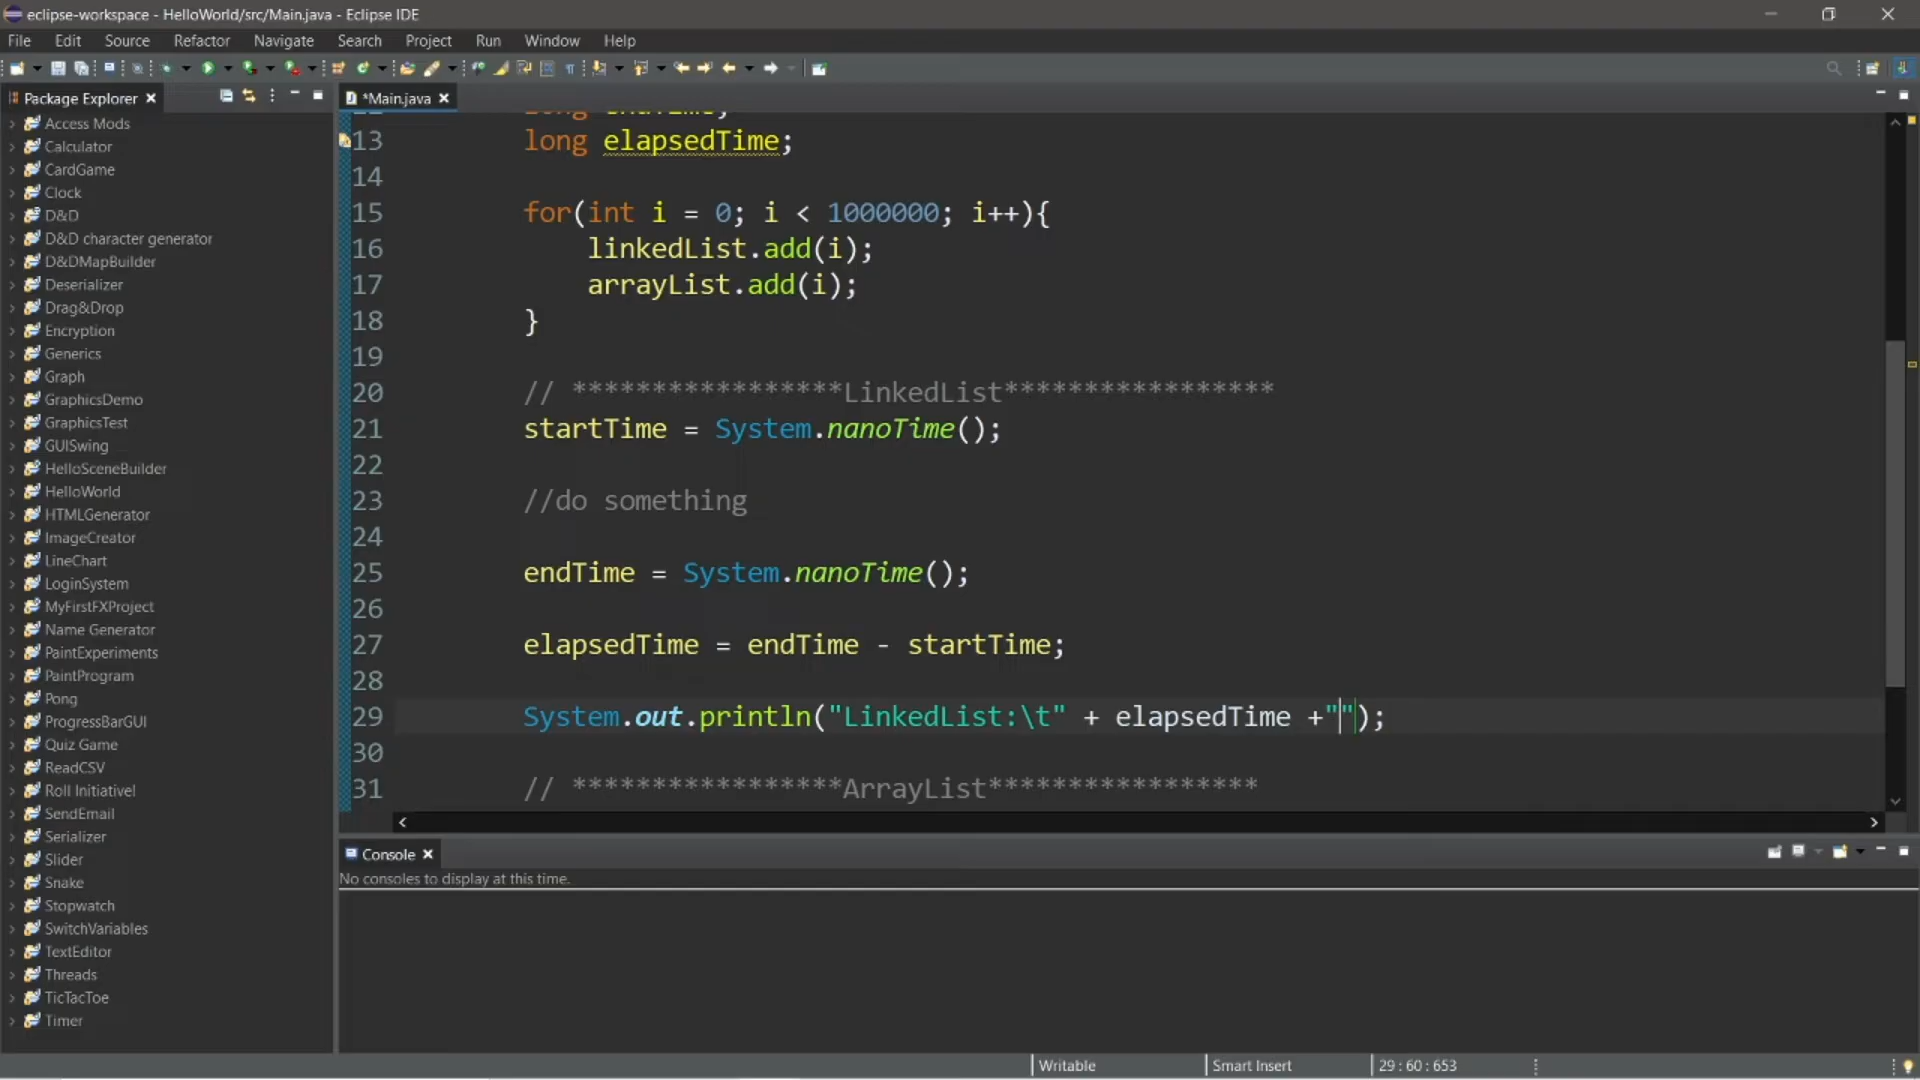 eclipse-workspace - HelloWorld/src/Main.java - Eclipse IDE
File Edit Source Refactor Navigate Search Project Run Window Help
Package Explorer
*Main.java
Access Mods
Calculator
CardGame
Clock
D&D
D&D character generator
D&DMapBuilder
Deserializer
Drag&Drop
Encryption
Generics
Graph
GraphicsDemo
GraphicsTest
GUISwing
HelloSceneBuilder
HelloWorld
HTMLGenerator
ImageCreator
LineChart
LoginSystem
MyFirstFXProject
Name Generator
PaintExperiments
PaintProgram
Pong
ProgressBarGUI
Quiz Game
ReadCSV
Roll Initiative!
SendEmail
Serializer
Slider
Snake
Stopwatch
SwitchVariables
TextEditor
Threads
TicTacToe
Timer
12 long endTime;
13 long elapsedTime;
14
15 for(int i = 0; i < 1000000; i++){
16 linkedList.add(i);
17 arrayList.add(i);
18 }
19
20 // *****************LinkedList*****************
21 startTime = System.nanoTime();
22
23 //do something
24
25 endTime = System.nanoTime();
26
27 elapsedTime = endTime - startTime;
28
29 System.out.println("LinkedList:\t" + elapsedTime +"");
30
31 // *****************ArrayList*****************
Console
No consoles to display at this time.
Writable
Smart Insert
29 : 60 : 653